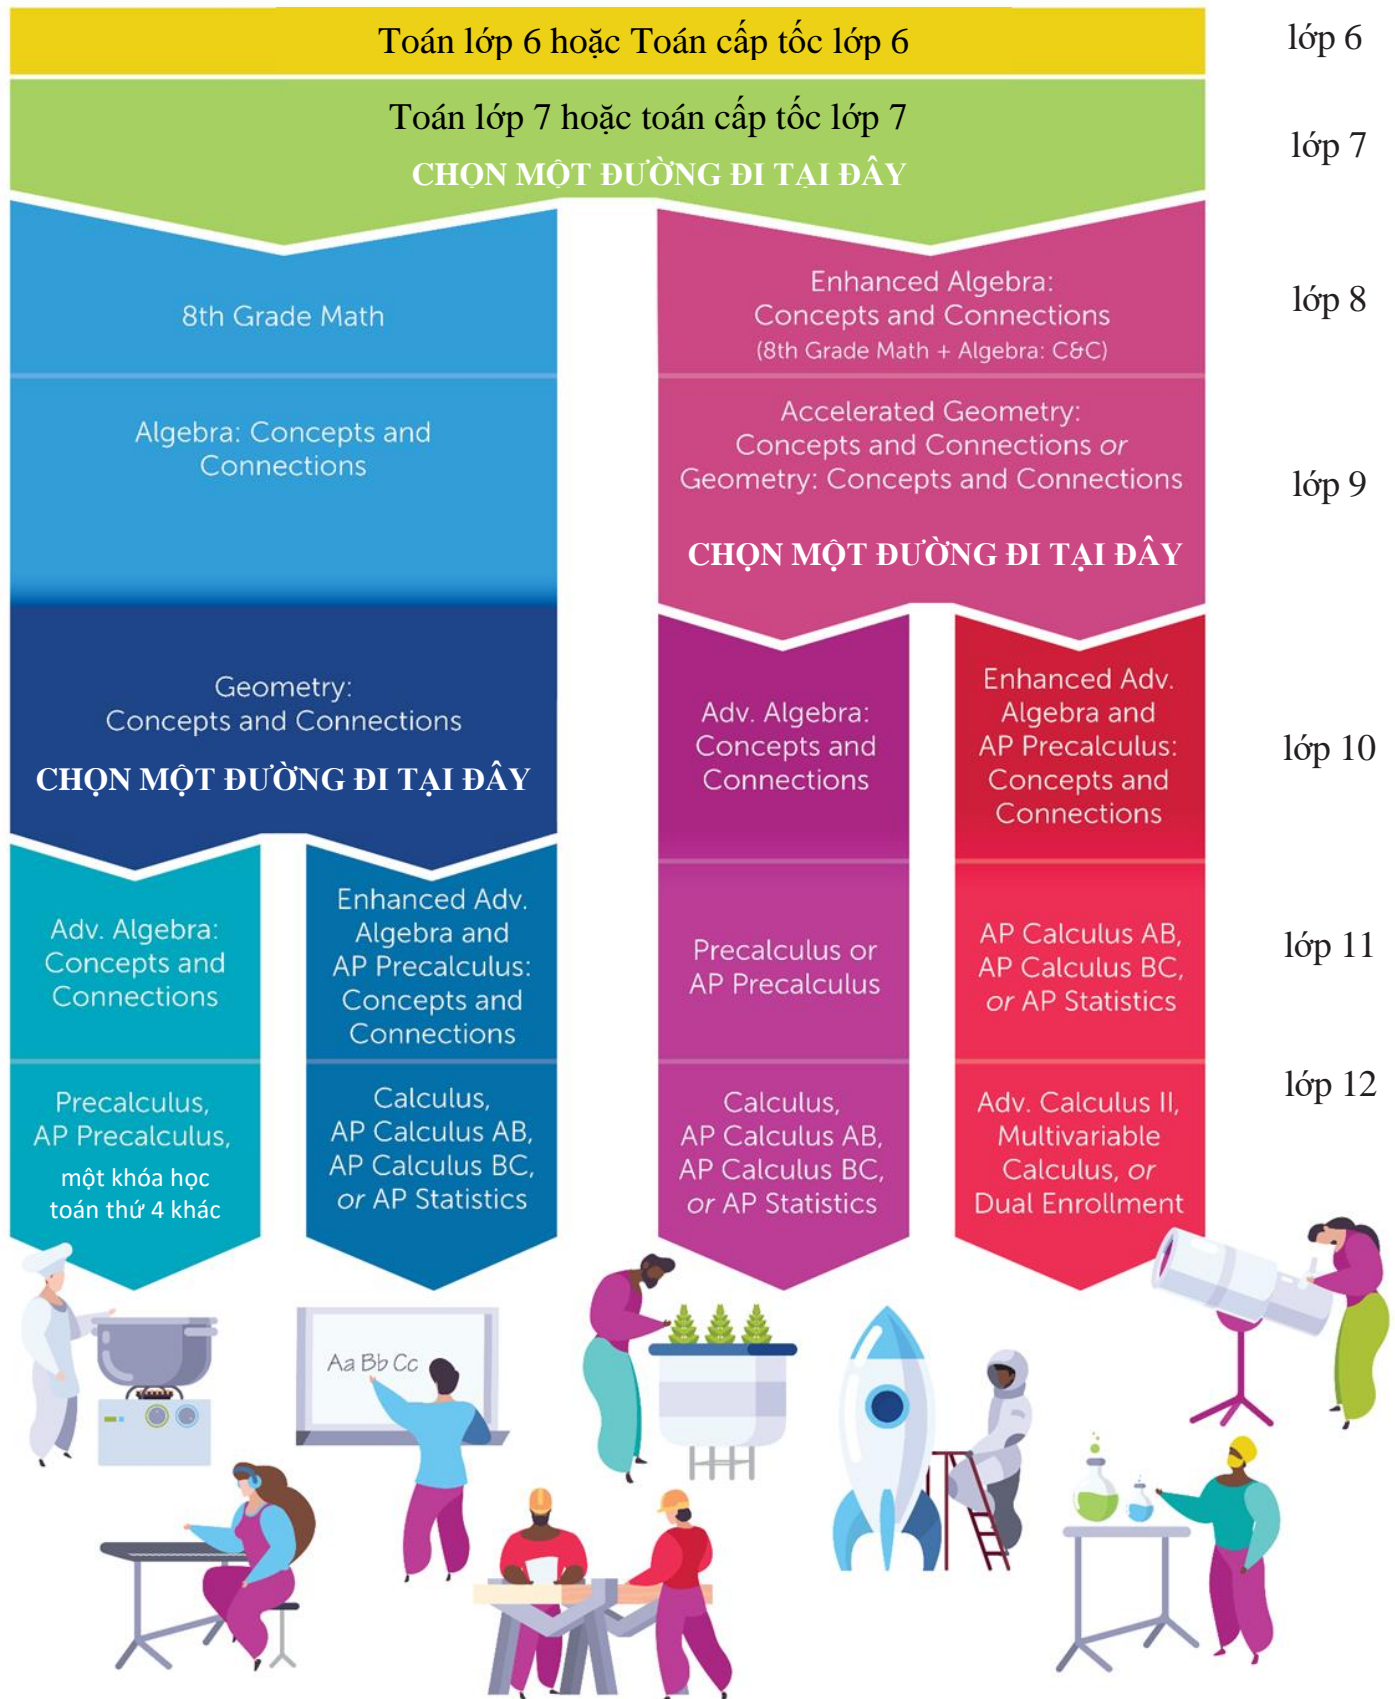 Toán lớp 6 hoặc Toán cấp tốc lớp 6
lớp 6
Toán lớp 7 hoặc toán cấp tốc lớp 7
CHỌN MỘT ĐƯỜNG ĐI TẠI ĐÂY
lớp 7
8th Grade Math
Enhanced Algebra:
Concepts and Connections
(8th Grade Math + Algebra: C&C)
lớp 8
Algebra: Concepts and
Connections
Accelerated Geometry:
Concepts and Connections or
Geometry: Concepts and Connections
CHỌN MỘT ĐƯỜNG ĐI TẠI ĐÂY
lớp 9
Geometry:
Concepts and Connections
CHỌN MỘT ĐƯỜNG ĐI TẠI ĐÂY
Adv. Algebra:
Concepts and
Connections
Enhanced Adv.
Algebra and
AP Precalculus:
Concepts and
Connections
lớp 10
Adv. Algebra:
Concepts and
Connections
Enhanced Adv.
Algebra and
AP Precalculus:
Concepts and
Connections
Precalculus or
AP Precalculus
AP Calculus AB,
AP Calculus BC,
or AP Statistics
lớp 11
Precalculus,
AP Precalculus,
một khóa học
toán thứ 4 khác
Calculus,
AP Calculus AB,
AP Calculus BC,
or AP Statistics
Calculus,
AP Calculus AB,
AP Calculus BC,
or AP Statistics
Adv. Calculus II,
Multivariable
Calculus, or
Dual Enrollment
lớp 12
Aa Bb Cc